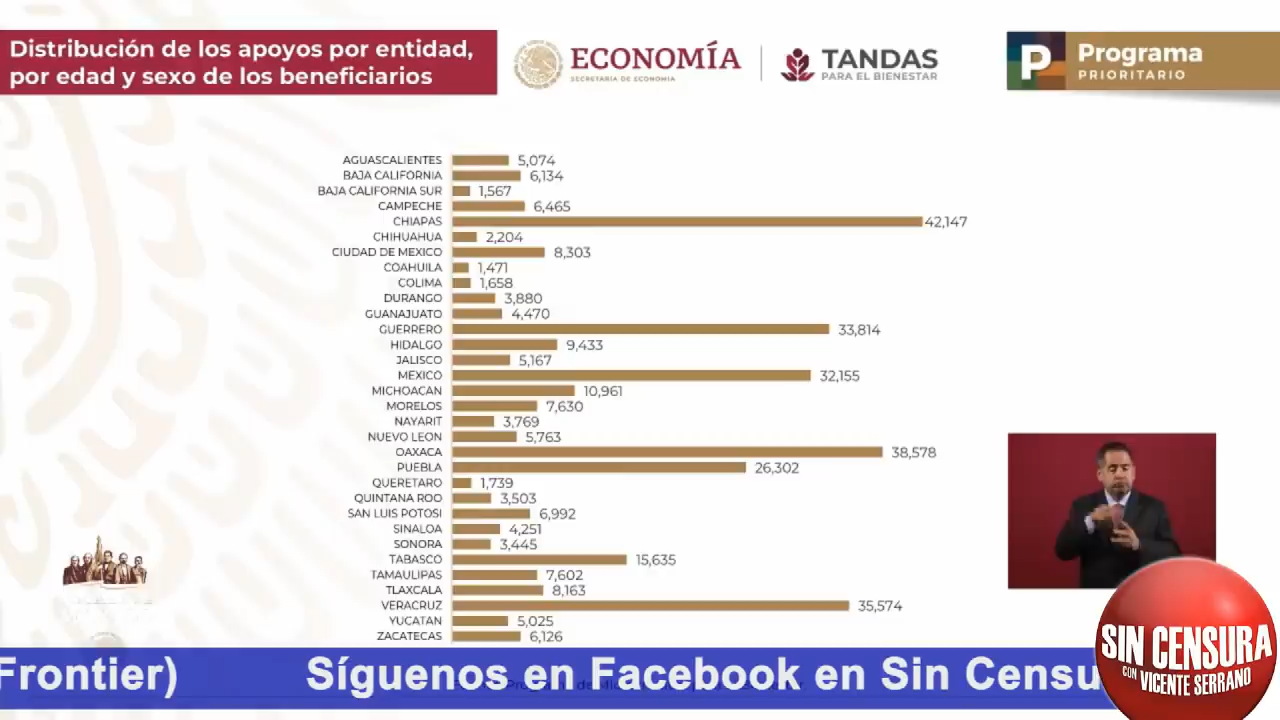 Distribución de los apoyos por entidad,
por edad y sexo de los beneficiarios
ECONOMÍA
SECRETARÍA DE ECONOMÍA
TANDAS
PARA EL BIENESTAR
P
Programa
PRIORITARIO
AGUASCALIENTES 5,074
BAJA CALIFORNIA 6,134
BAJA CALIFORNIA SUR 1,567
CAMPECHE 6,465
CHIAPAS 42,147
CHIHUAHUA 2,204
CIUDAD DE MEXICO 8,303
COAHUILA 1,471
COLIMA 1,658
DURANGO 3,880
GUANAJUATO 4,470
GUERRERO 33,814
HIDALGO 9,433
JALISCO 5,167
MEXICO 32,155
MICHOACAN 10,961
MORELOS 7,630
NAYARIT 3,769
NUEVO LEON 5,763
OAXACA 38,578
PUEBLA 26,302
QUERETARO 1,739
QUINTANA ROO 3,503
SAN LUIS POTOSI 6,992
SINALOA 4,251
SONORA 3,445
TABASCO 15,635
TAMAULIPAS 7,602
TLAXCALA 8,163
VERACRUZ 35,574
YUCATAN 5,025
ZACATECAS 6,126
Frontier) Síguenos en Facebook en Sin Censu
SIN CENSURA
CON VICENTE SERRANO